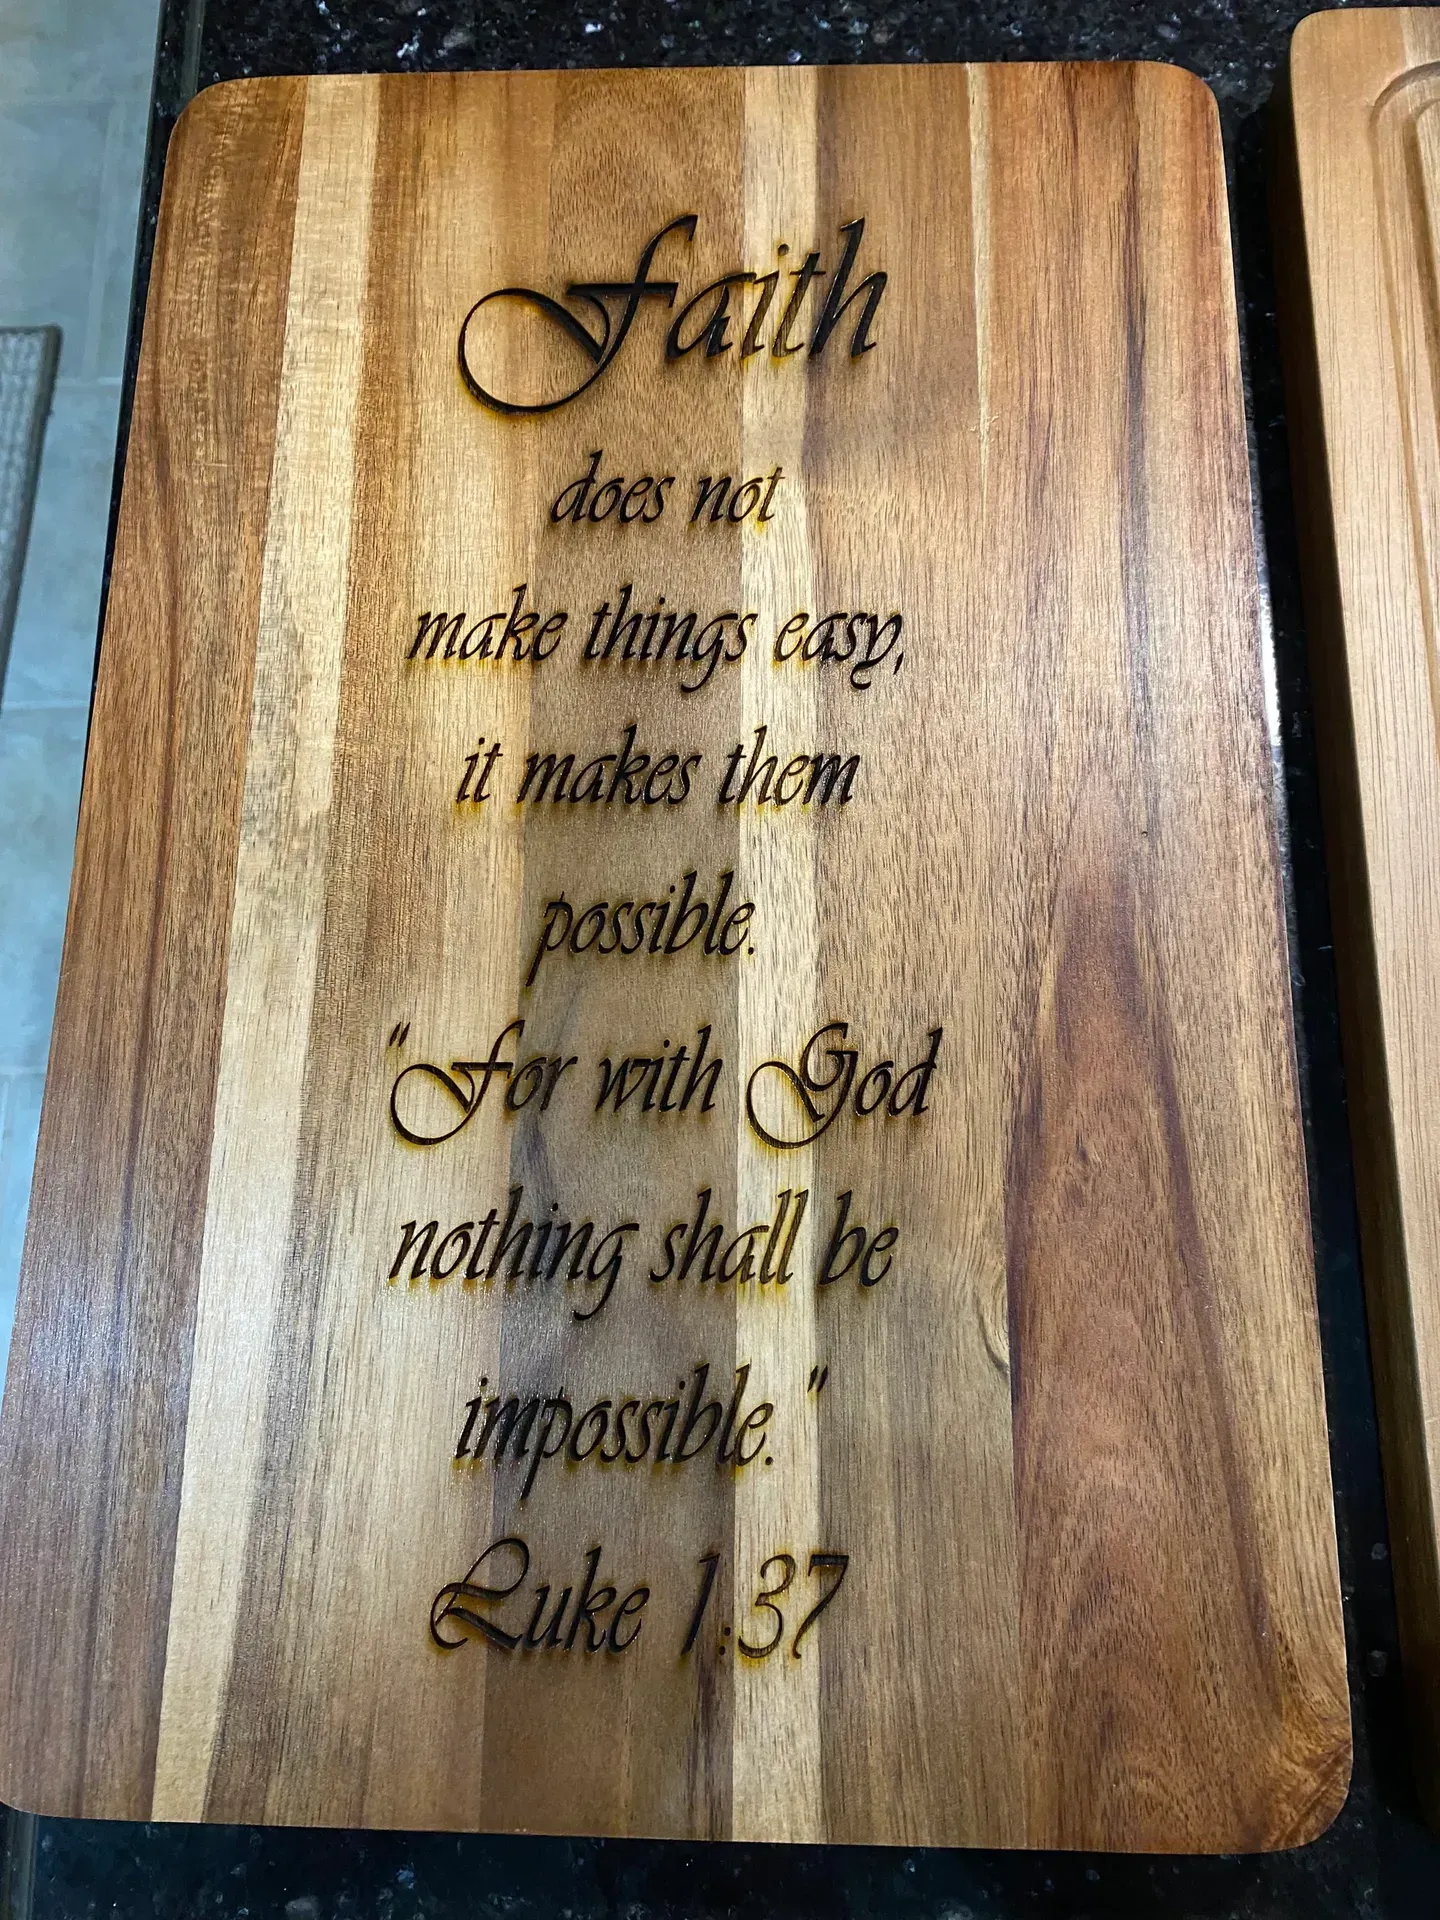 Faith
does not
make things easy,
it makes them
possible.
"For with God
nothing shall be
impossible."
Luke 1:37